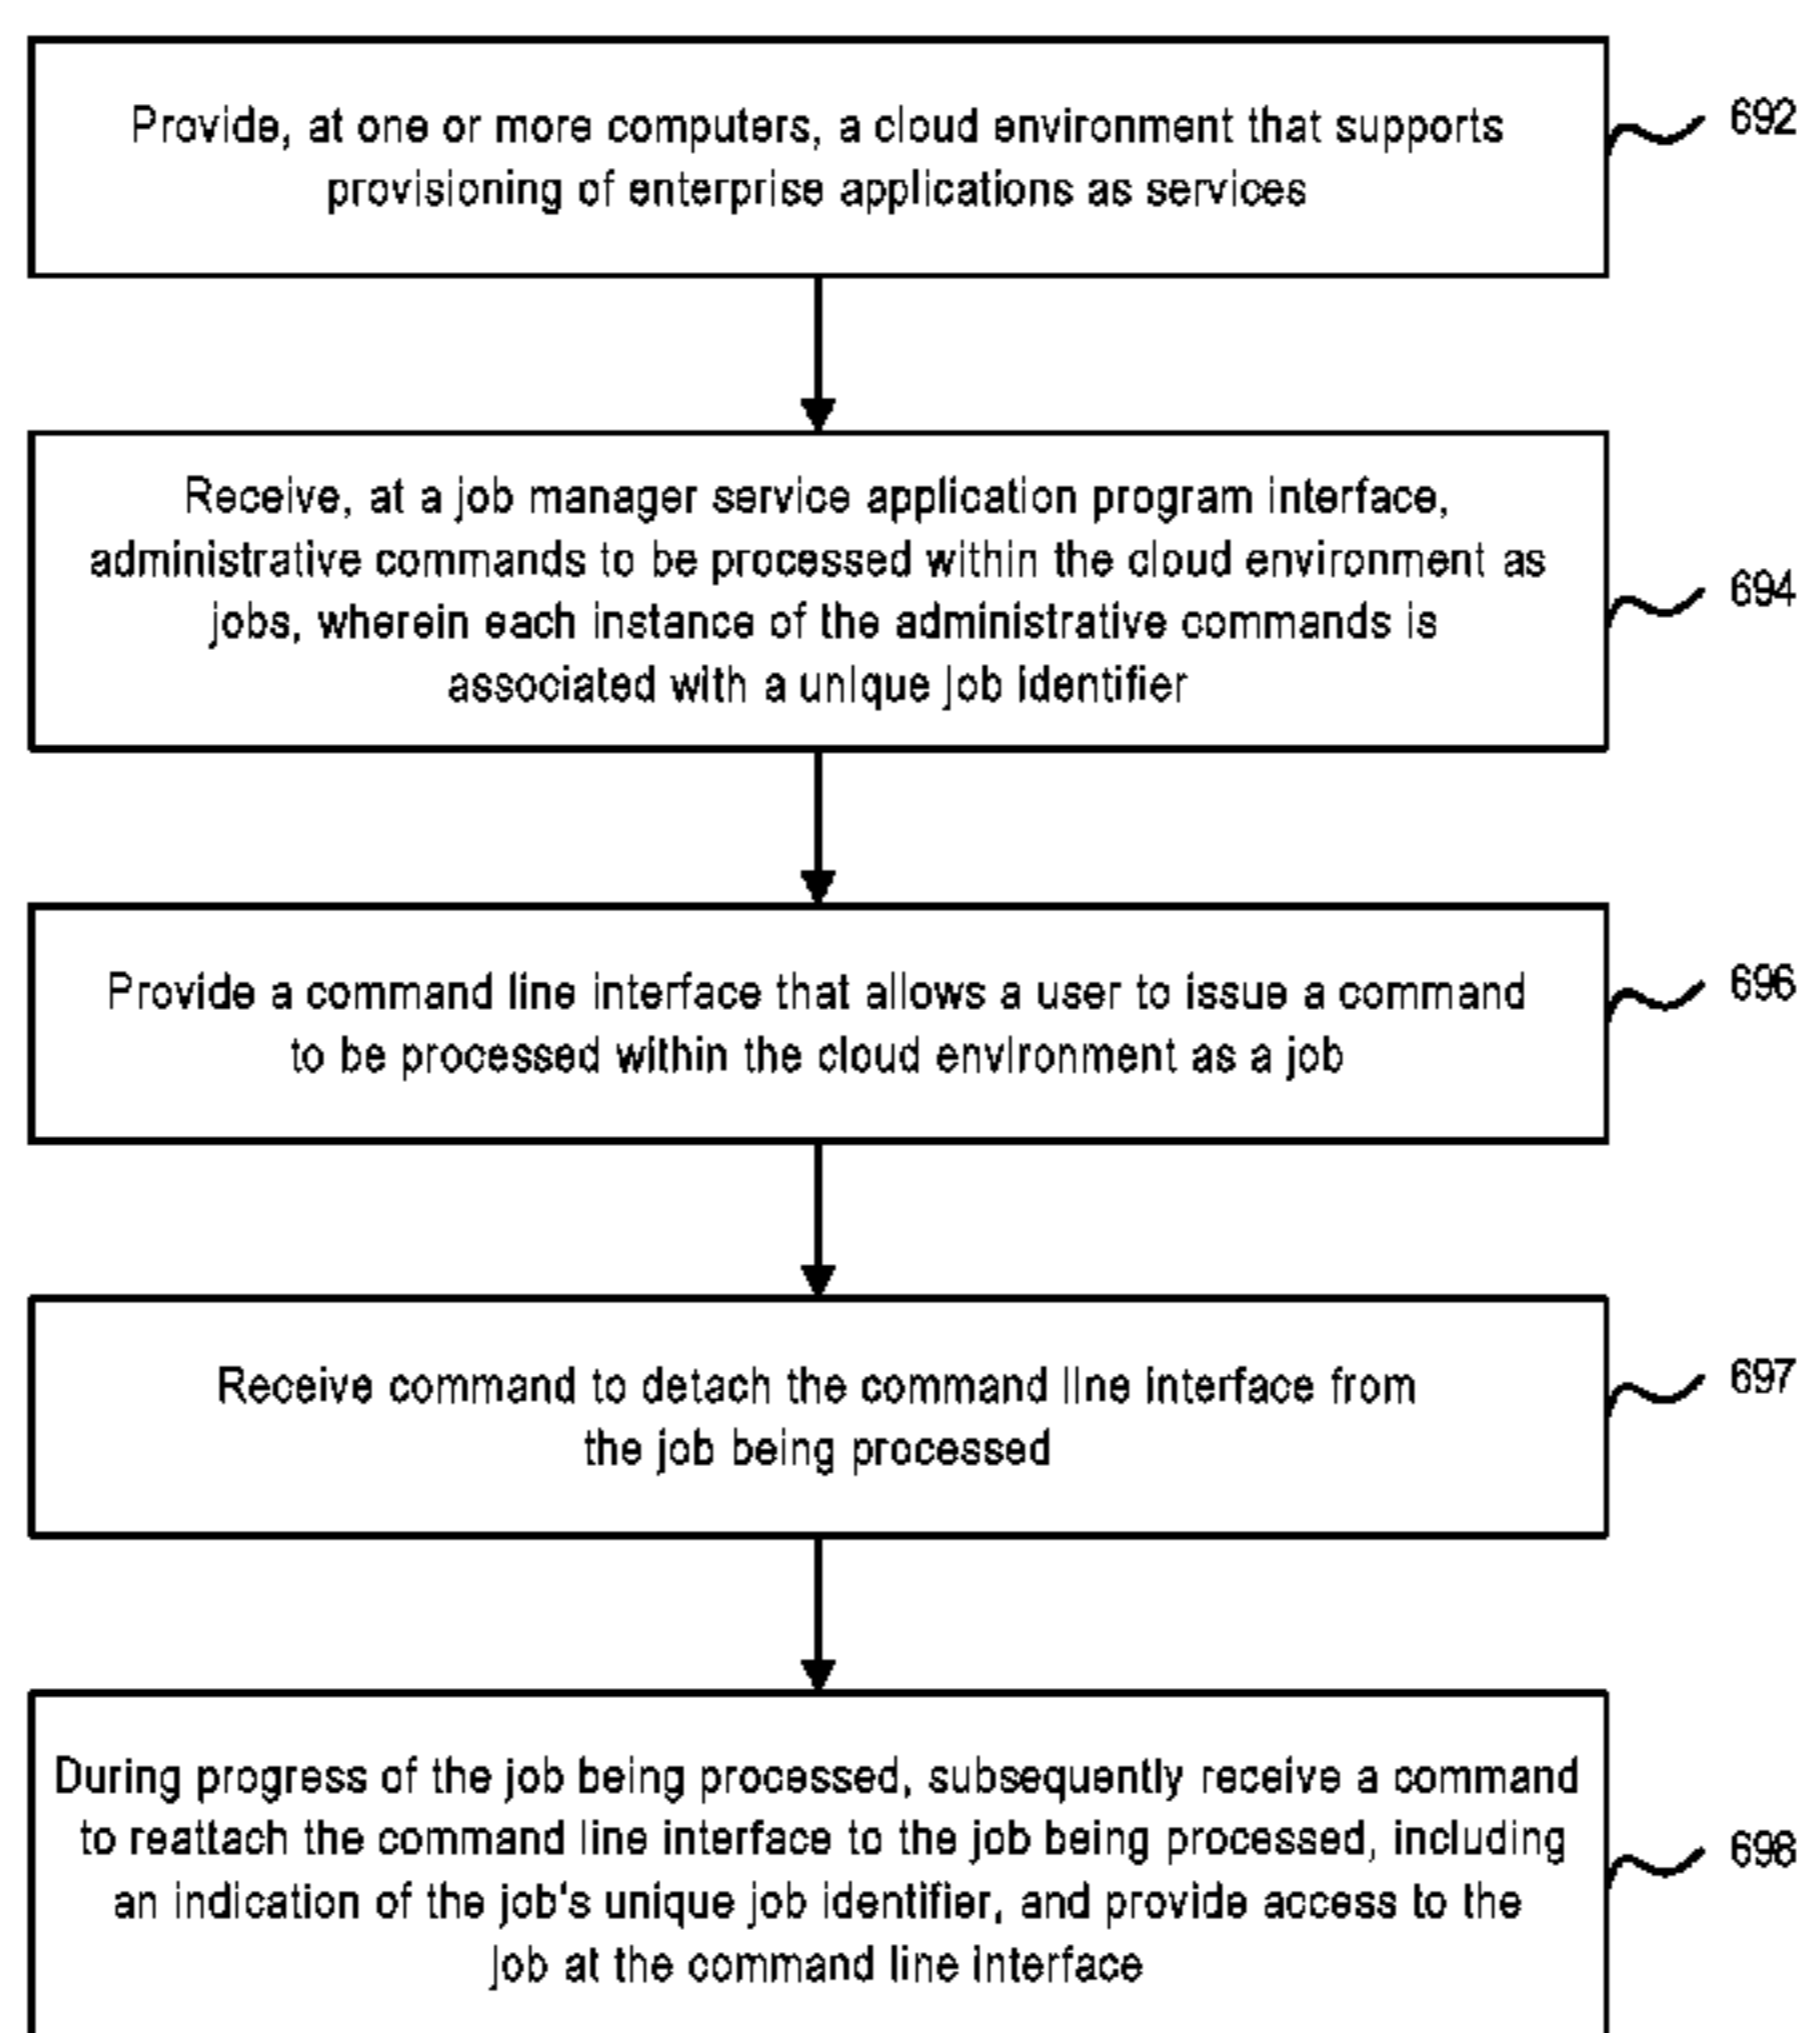 Provide, at one or more computers, a cloud environment that supports
provisioning of enterprise applications as services
692
Receive, at a job manager service application program interface,
administrative commands to be processed within the cloud environment as
jobs, wherein each instance of the administrative commands is
associated with a unique job identifier
694
Provide a command line interface that allows a user to issue a command
to be processed within the cloud environment as a job
696
Receive command to detach the command line interface from
the job being processed
697
During progress of the job being processed, subsequently receive a command
to reattach the command line interface to the job being processed, including
an indication of the job's unique job identifier, and provide access to the
job at the command line interface
698